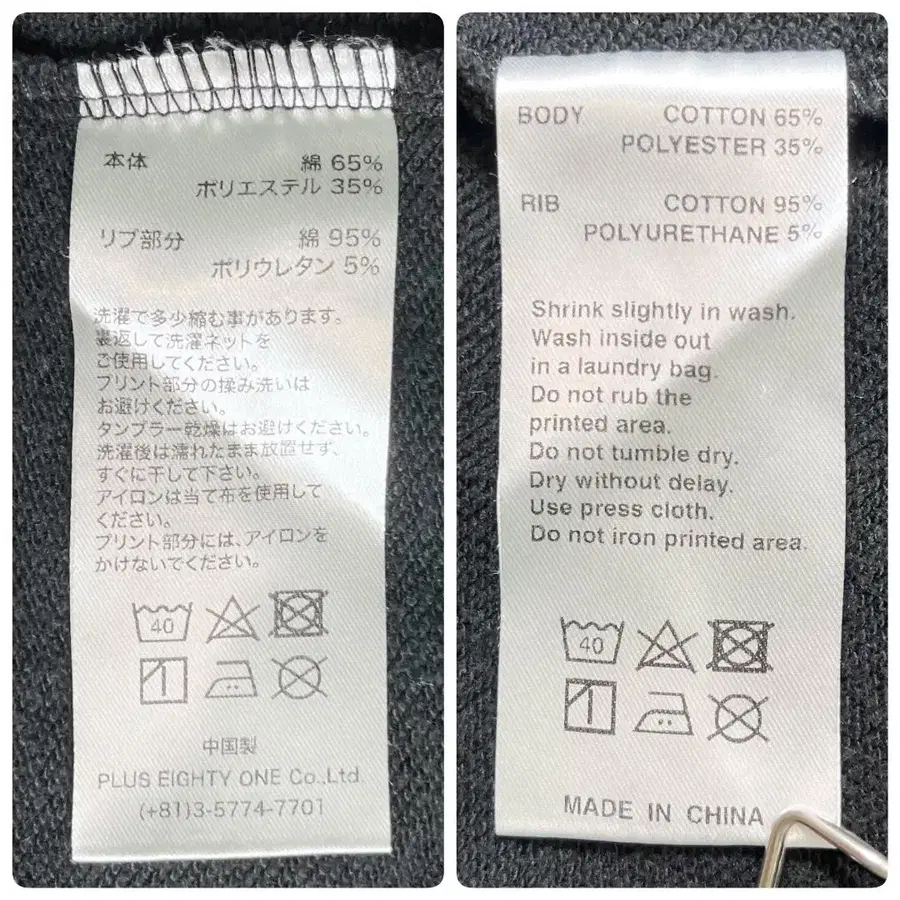 本体 綿 65%
ポリエステル 35%
リブ部分 綿 95%
ポリウレタン 5%
洗濯で多少縮む事があります。
裏返して洗濯ネットを
ご使用してください。
プリント部分の揉み洗いは
お避けください。
タンブラー乾燥はお避けください。
洗濯後は濡れたまま放置せず、
すぐに干して下さい。
アイロンは当て布を使用して
ください。
プリント部分には、アイロンを
かけないでください。
40
中国製
PLUS EIGHTY ONE Co.,Ltd
(+81)3-5774-7701
BODY COTTON 65%
POLYESTER 35%
RIB COTTON 95%
POLYURETHANE 5%
Shrink slightly in wash.
Wash inside out
in a laundry bag.
Do not rub the
printed area.
Do not tumble dry.
Dry without delay.
Use press cloth.
Do not iron printed area.
40
MADE IN CHINA